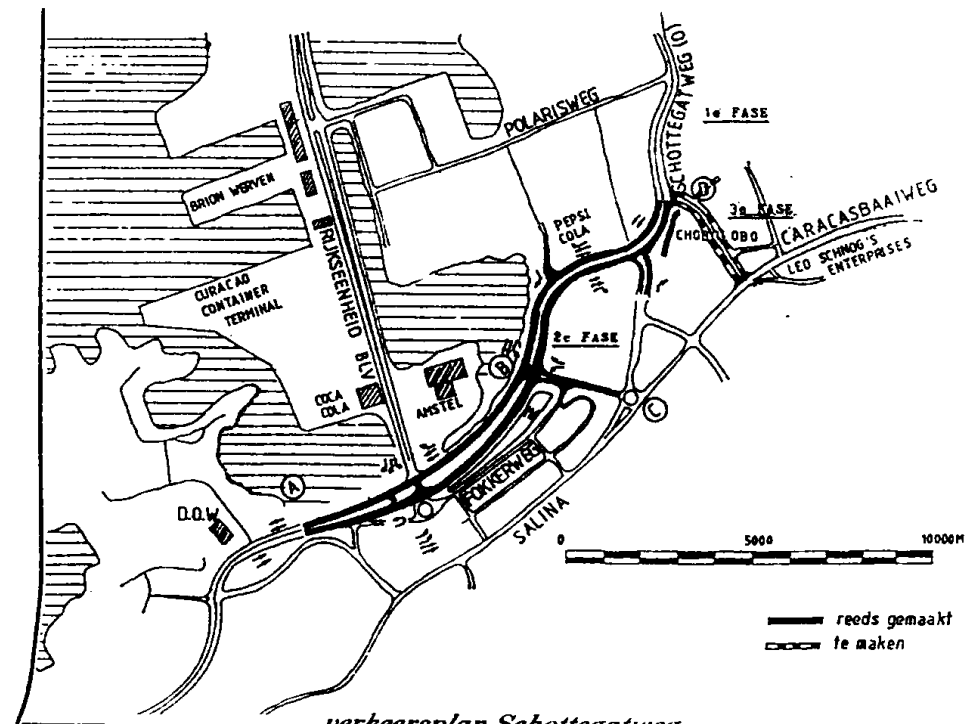 SCHOTTEGATWEG (O)
1e FASE
POLARISWEG
BRION WERVEN
RIJKSEENHEID BLV
PEPSI
COLA
D
3e FASE
CHOBOLOBO
CARACASBAAIWEG
LEO SCHNOG'S
ENTERPRISES
CURACAO
CONTAINER
TERMINAL
2e FASE
B
COCA
COLA
AMSTEL
C
FOKKERWEG
A
D.O.W.
SALINA
0 5000 10000M
reeds gemaakt
te maken
verkeersplan Schottegatweg